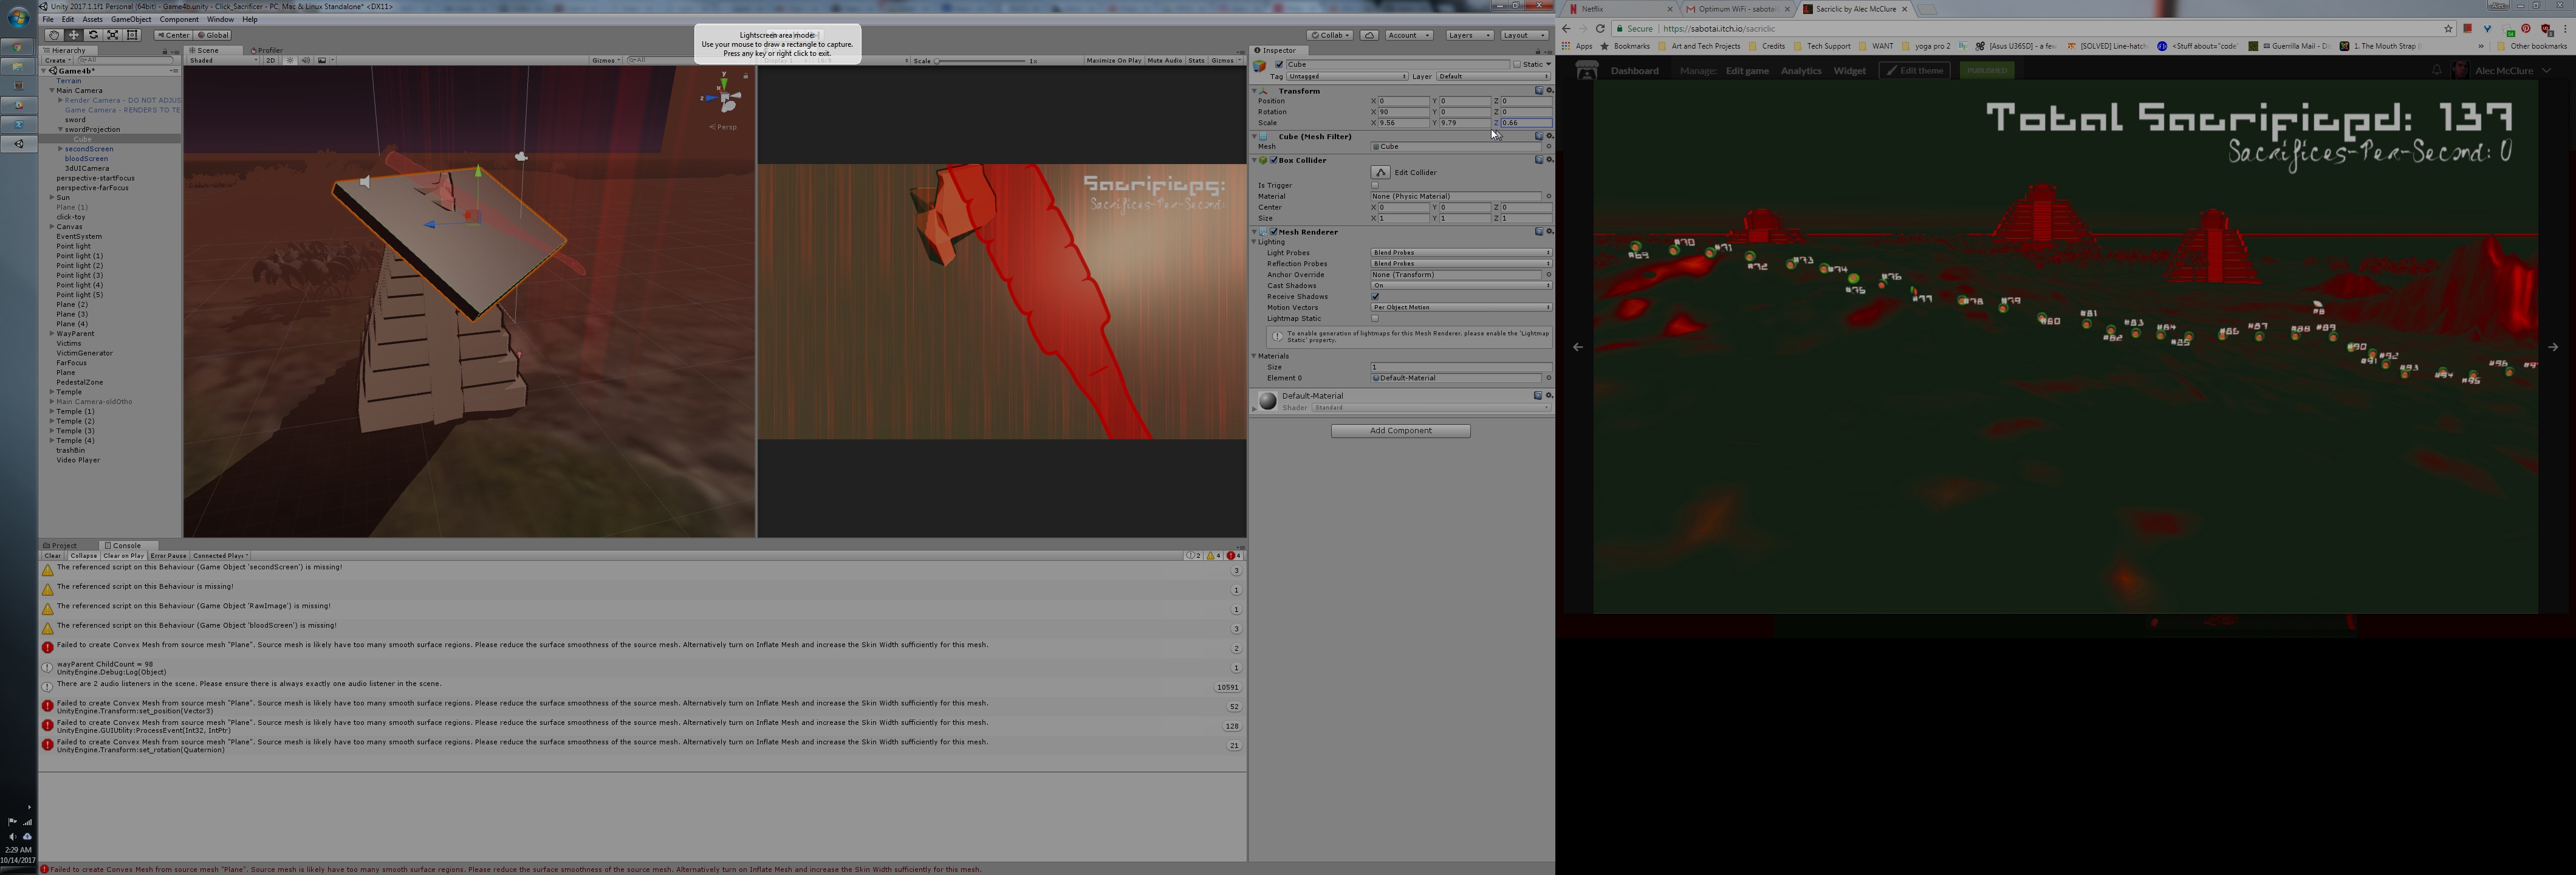 Unity 2017.1.1f1 Personal (64bit) - Game4b.unity - Click_Sacrificer - PC, Mac & Linux Standalone* <DX11>
File Edit Assets GameObject Component Window Help
Center Global
Collab Account Layers Layout
Lightscreen area mode
Use your mouse to draw a rectangle to capture.
Press any key or right click to exit.
Hierarchy
Create All
Game4b*
Terrain
Main Camera
Render Camera - DO NOT ADJUS
Game Camera - RENDERS TO TE
sword
swordProjection
Cube
secondScreen
bloodScreen
3dUICamera
perspective-startFocus
perspective-farFocus
Sun
Plane (1)
click-toy
Canvas
EventSystem
Point light
Point light (1)
Point light (2)
Point light (3)
Point light (4)
Point light (5)
Plane (2)
Plane (3)
Plane (4)
WayParent
Victims
VictimGenerator
FarFocus
Plane
PedestalZone
Temple
Main Camera-oldOtho
Temple (1)
Temple (2)
Temple (3)
Temple (4)
trashBin
Video Player
Scene Profiler
Shaded 2D Gizmos All
y
x
z
Persp
Scale 1x Maximize On Play Mute Audio Stats Gizmos
Sacrifices:
Sacrifices-Per-Second:
Inspector
Cube Static
Tag Untagged Layer Default
Transform
Position X 0 Y 0 Z 0
Rotation X 90 Y 0 Z 0
Scale X 9.56 Y 9.79 Z 0.66
Cube (Mesh Filter)
Mesh Cube
Box Collider
Edit Collider
Is Trigger
Material None (Physic Material)
Center X 0 Y 0 Z 0
Size X 1 Y 1 Z 1
Mesh Renderer
Lighting
Light Probes Blend Probes
Reflection Probes Blend Probes
Anchor Override None (Transform)
Cast Shadows On
Receive Shadows
Motion Vectors Per Object Motion
Lightmap Static
To enable generation of lightmaps for this Mesh Renderer, please enable the 'Lightmap
Static' property.
Materials
Size 1
Element 0 Default-Material
Default-Material
Shader Standard
Add Component
Project Console
Clear Collapse Clear on Play Error Pause Connected Player
2 4 4
The referenced script on this Behaviour (Game Object 'secondScreen') is missing! 3
The referenced script on this Behaviour is missing! 1
The referenced script on this Behaviour (Game Object 'RawImage') is missing! 1
The referenced script on this Behaviour (Game Object 'bloodScreen') is missing! 3
Failed to create Convex Mesh from source mesh "Plane". Source mesh is likely have too many smooth surface regions. Please reduce the surface smoothness of the source mesh. Alternatively turn on Inflate Mesh and increase the Skin Width sufficiently for this mesh. 2
wayParent ChildCount = 98
UnityEngine.Debug:Log(Object) 1
There are 2 audio listeners in the scene. Please ensure there is always exactly one audio listener in the scene. 10591
Failed to create Convex Mesh from source mesh "Plane". Source mesh is likely have too many smooth surface regions. Please reduce the surface smoothness of the source mesh. Alternatively turn on Inflate Mesh and increase the Skin Width sufficiently for this mesh.
UnityEngine.Transform:set_position(Vector3) 52
Failed to create Convex Mesh from source mesh "Plane". Source mesh is likely have too many smooth surface regions. Please reduce the surface smoothness of the source mesh. Alternatively turn on Inflate Mesh and increase the Skin Width sufficiently for this mesh.
UnityEngine.GUIUtility:ProcessEvent(Int32, IntPtr) 128
Failed to create Convex Mesh from source mesh "Plane". Source mesh is likely have too many smooth surface regions. Please reduce the surface smoothness of the source mesh. Alternatively turn on Inflate Mesh and increase the Skin Width sufficiently for this mesh.
UnityEngine.Transform:set_rotation(Quaternion) 21
Failed to create Convex Mesh from source mesh "Plane". Source mesh is likely have too many smooth surface regions. Please reduce the surface smoothness of the source mesh. Alternatively turn on Inflate Mesh and increase the Skin Width sufficiently for this mesh.
2:29 AM
10/14/2017
Netflix Optimum WiFi - sabotai Sacriclic by Alec McClure Alec
Secure https://sabotai.itch.io/sacriclic
Apps Bookmarks Art and Tech Projects Credits Tech Support WANT yoga pro 2 [Asus U36SD] - a few [SOLVED] Line-hatch <Stuff about="code" Guerrilla Mail - Di 1. The Mouth Strap Other bookmarks
Dashboard Manage: Edit game Analytics Widget Edit theme PUBLISHED Alec McClure
Total Sacrificed: 137
Sacrifices-Per-Second: 0
#69 #70 #71 #72 #73 #74 #75 #76 #77 #78 #79 #80 #81 #82 #83 #84 #85 #86 #87 #88 #89 #90 #91 #92 #93 #94 #95 #96